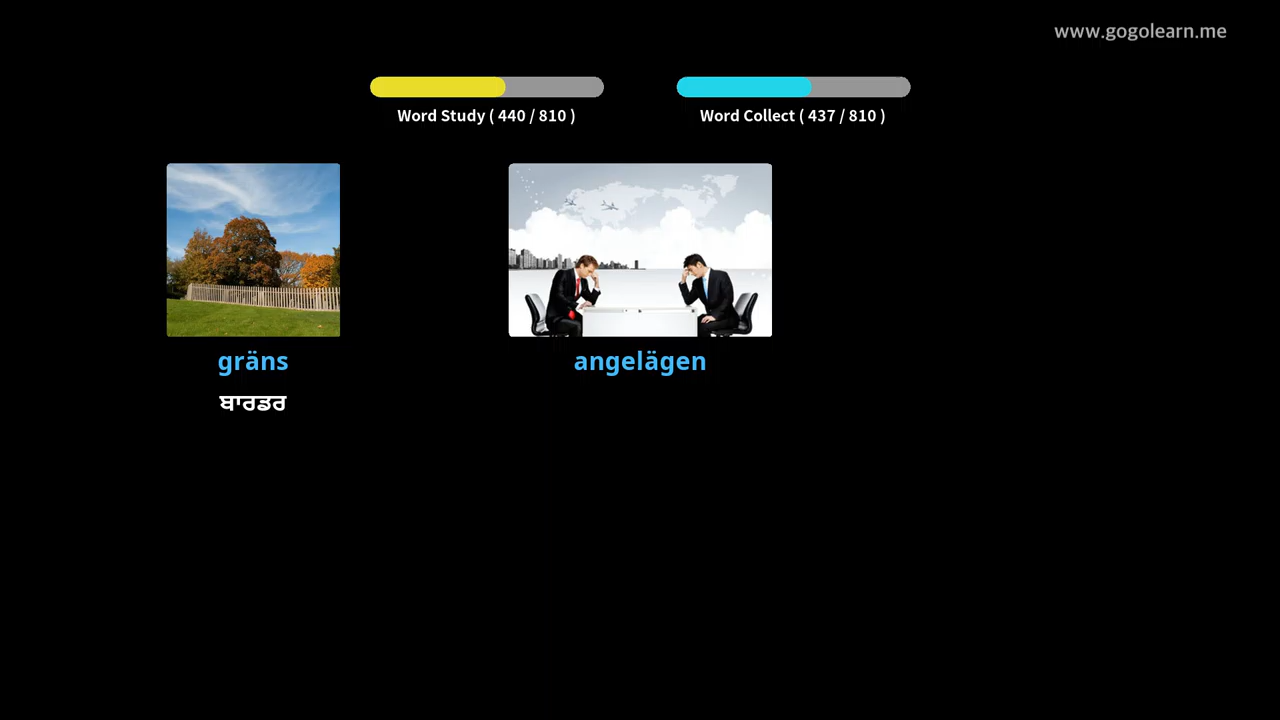 www.gogolearn.me
Word Study ( 440 / 810 )
Word Collect ( 437 / 810 )
gräns
angelägen
ਬਾਰਡਰ